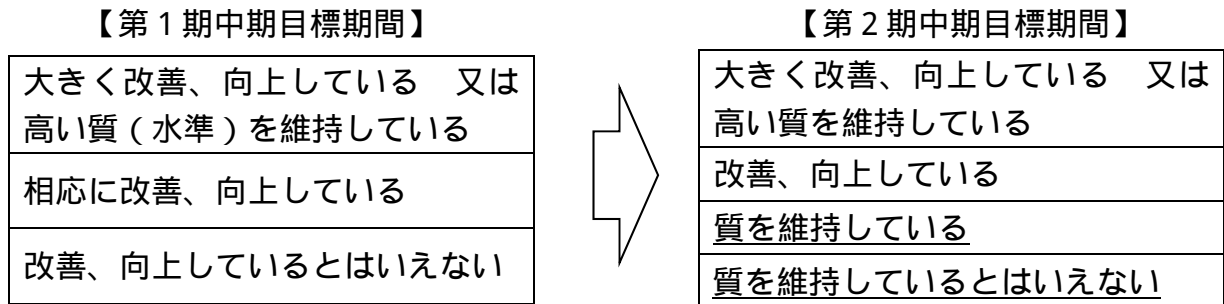 【第1期中期目標期間】
大きく改善、向上している　又は
高い質（水準）を維持している
相応に改善、向上している
改善、向上しているとはいえない
【第2期中期目標期間】
大きく改善、向上している　又は
高い質を維持している
改善、向上している
質を維持している
質を維持しているとはいえない